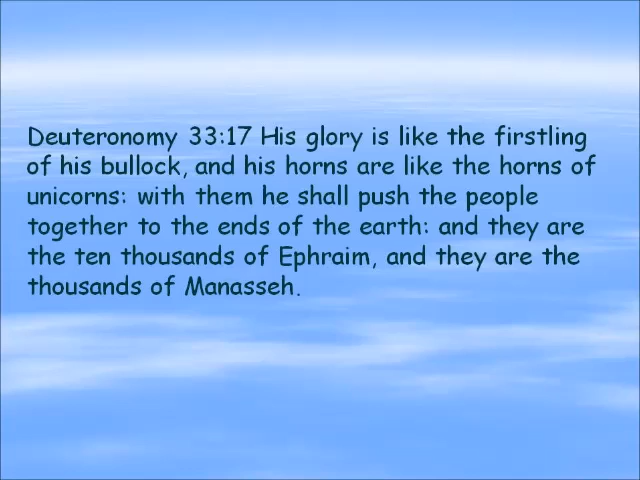 Deuteronomy 33:17 His glory is like the firstling
of his bullock, and his horns are like the horns of
unicorns: with them he shall push the people
together to the ends of the earth: and they are
the ten thousands of Ephraim, and they are the
thousands of Manasseh.